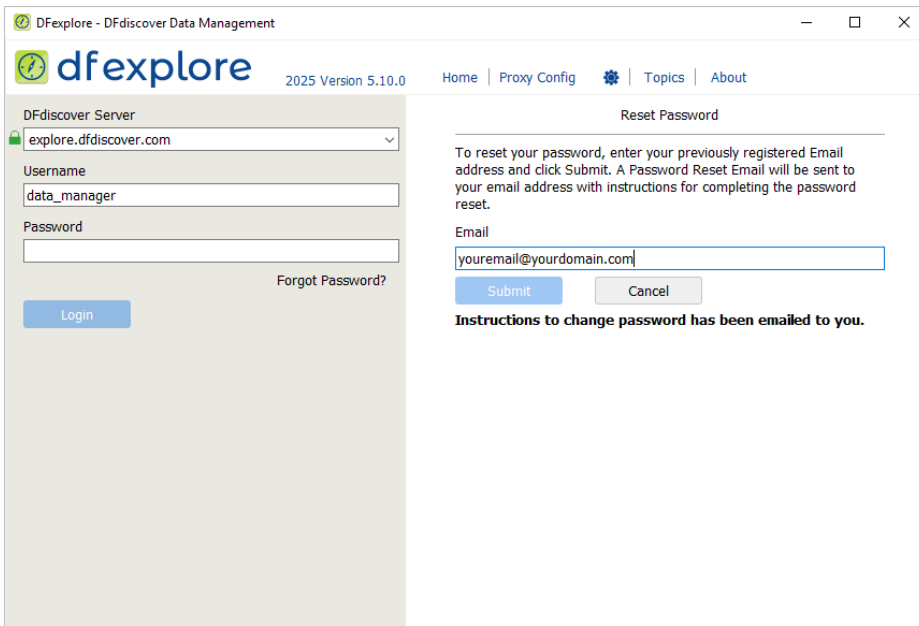 DFexplore - DFdiscover Data Management
dfexplore
2025 Version 5.10.0
Home
Proxy Config
Topics
About
DFdiscover Server
explore.dfdiscover.com
Username
data_manager
Password
Forgot Password?
Login
Reset Password
To reset your password, enter your previously registered Email
address and click Submit. A Password Reset Email will be sent to
your email address with instructions for completing the password
reset.
Email
youremail@yourdomain.com
Submit
Cancel
Instructions to change password has been emailed to you.